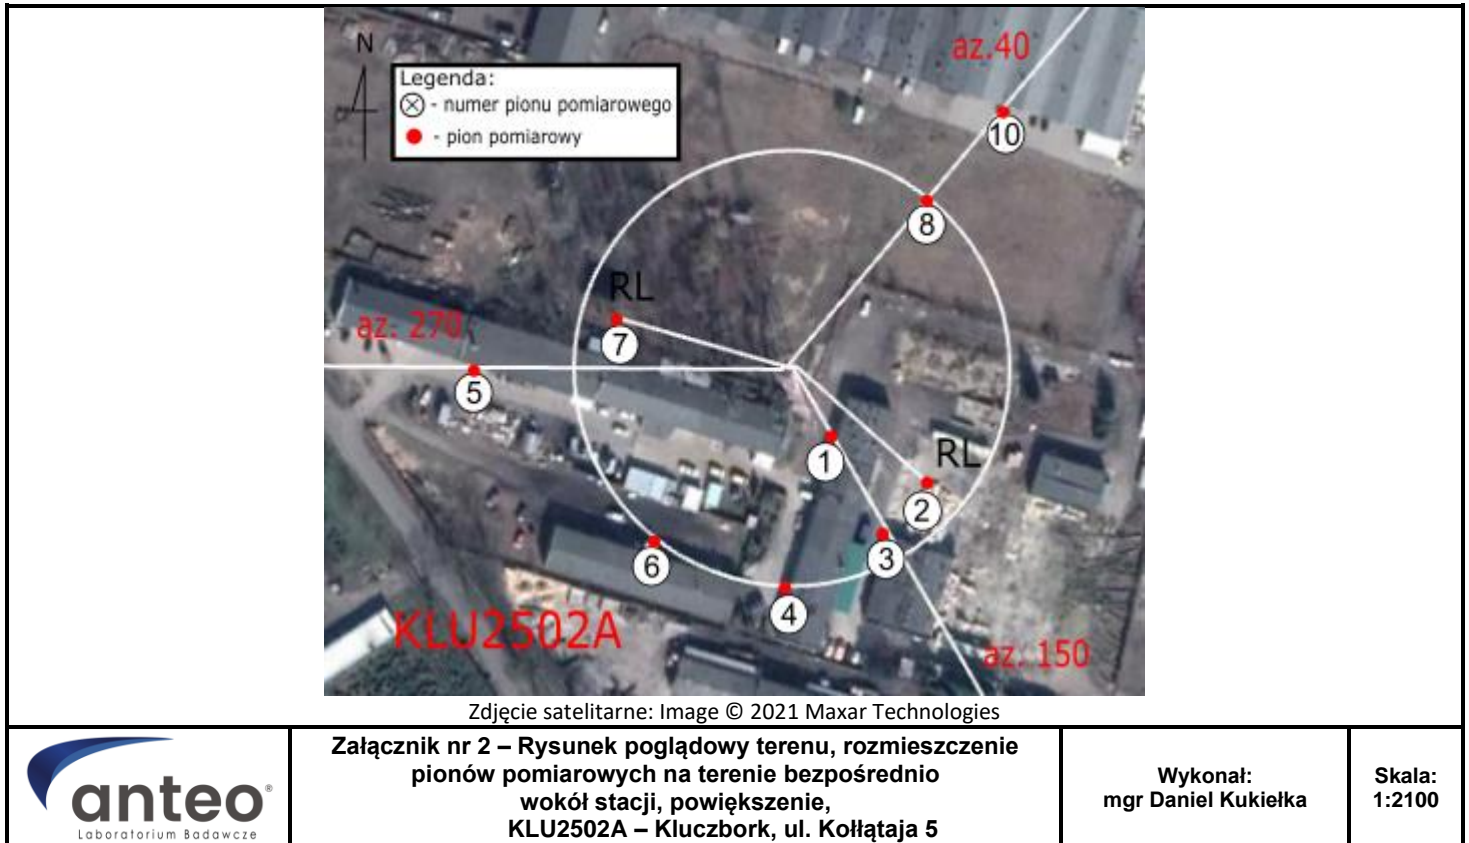 N
az.40
Legenda:
- numer pionu pomiarowego
- pion pomiarowy
10
8
RL
az. 270
7
5
1
RL
2
3
6
4
KLU2502A
az. 150
Zdjęcie satelitarne: Image © 2021 Maxar Technologies
anteo®
Laboratorium Badawcze
Załącznik nr 2 – Rysunek poglądowy terenu, rozmieszczenie
pionów pomiarowych na terenie bezpośrednio
wokół stacji, powiększenie,
KLU2502A – Kluczbork, ul. Kołłątaja 5
Wykonał:
mgr Daniel Kukiełka
Skala:
1:2100